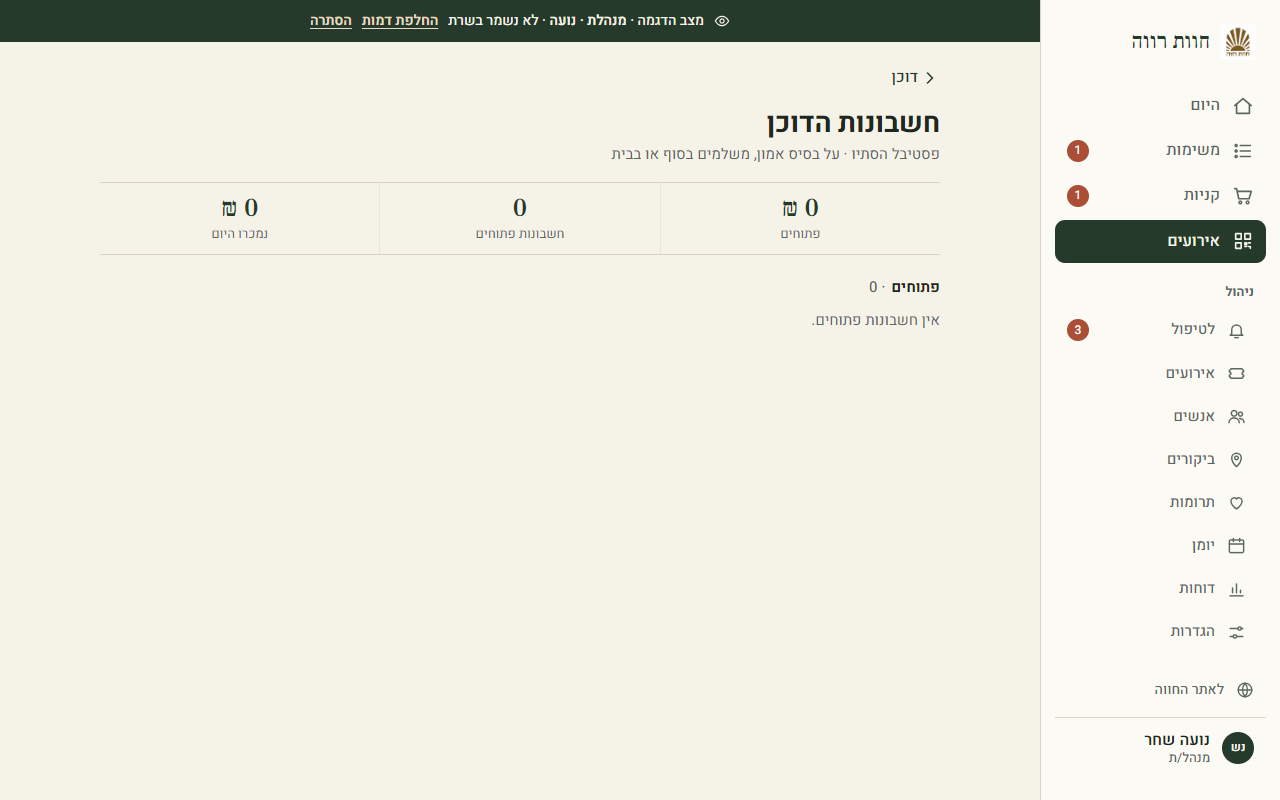 מצב הדגמה · מנהלת · נועה · לא נשמר בשרת החלפת דמות הסתרה
חוות רווה
היום
משימות 1
קניות 1
אירועים
ניהול
לטיפול 3
אירועים
אנשים
ביקורים
תרומות
יומן
דוחות
הגדרות
לאתר החווה
נש
נועה שחר
מנהל/ת
דוכן
חשבונות הדוכן
פסטיבל הסתיו · על בסיס אמון, משלמים בסוף או בבית
0 ₪
פתוחים
0
חשבונות פתוחים
0 ₪
נמכרו היום
פתוחים · 0
אין חשבונות פתוחים.